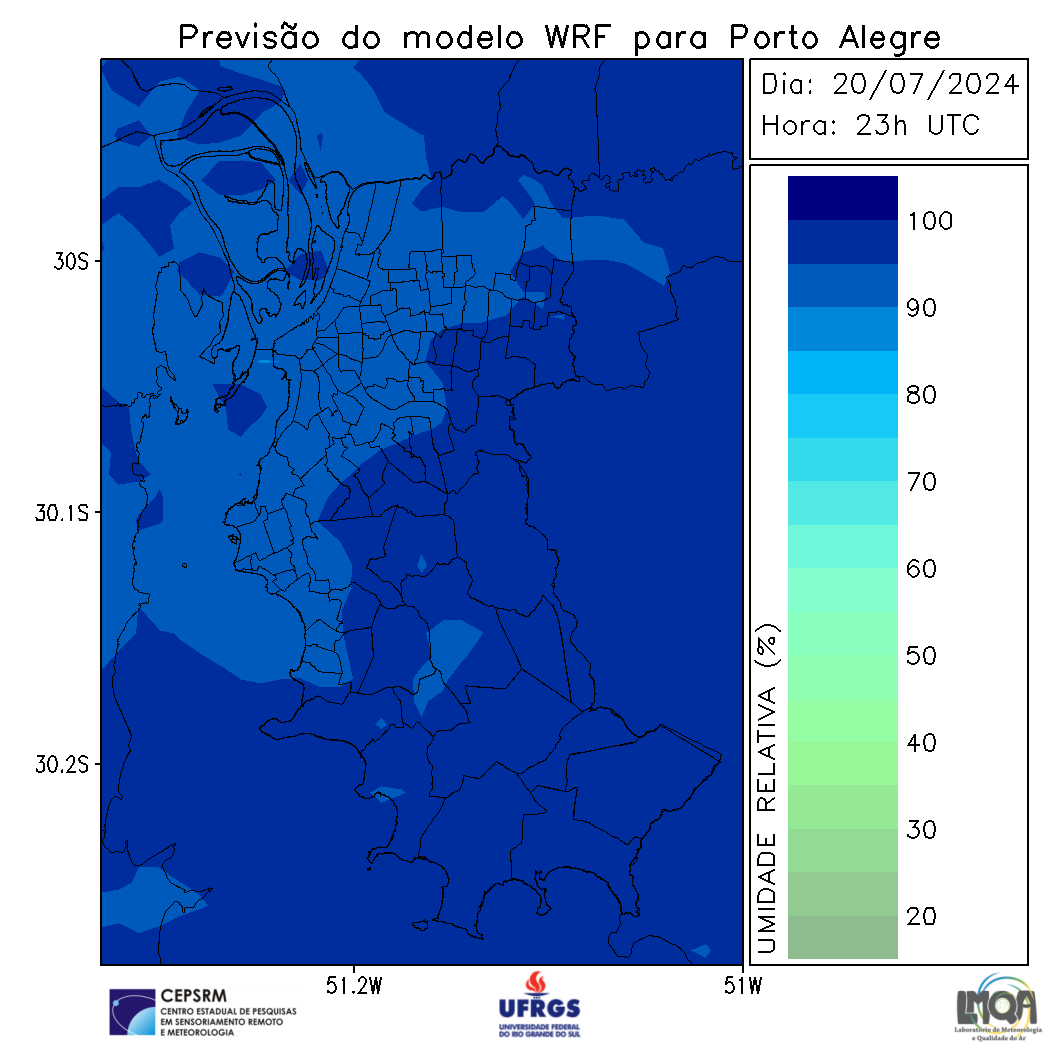 Previsão do modelo WRF para Porto Alegre
Dia: 20/07/2024
Hora: 23h UTC
100
90
80
70
60
50
40
30
20
UMIDADE RELATIVA (%)
30S
30.1S
30.2S
51.2W
51W
CEPSRM
CENTRO ESTADUAL DE PESQUISAS
EM SENSORIAMENTO REMOTO
E METEOROLOGIA
UFRGS
UNIVERSIDADE FEDERAL
DO RIO GRANDE DO SUL
LMQA
Laboratório de Meteorologia
e Qualidade do Ar